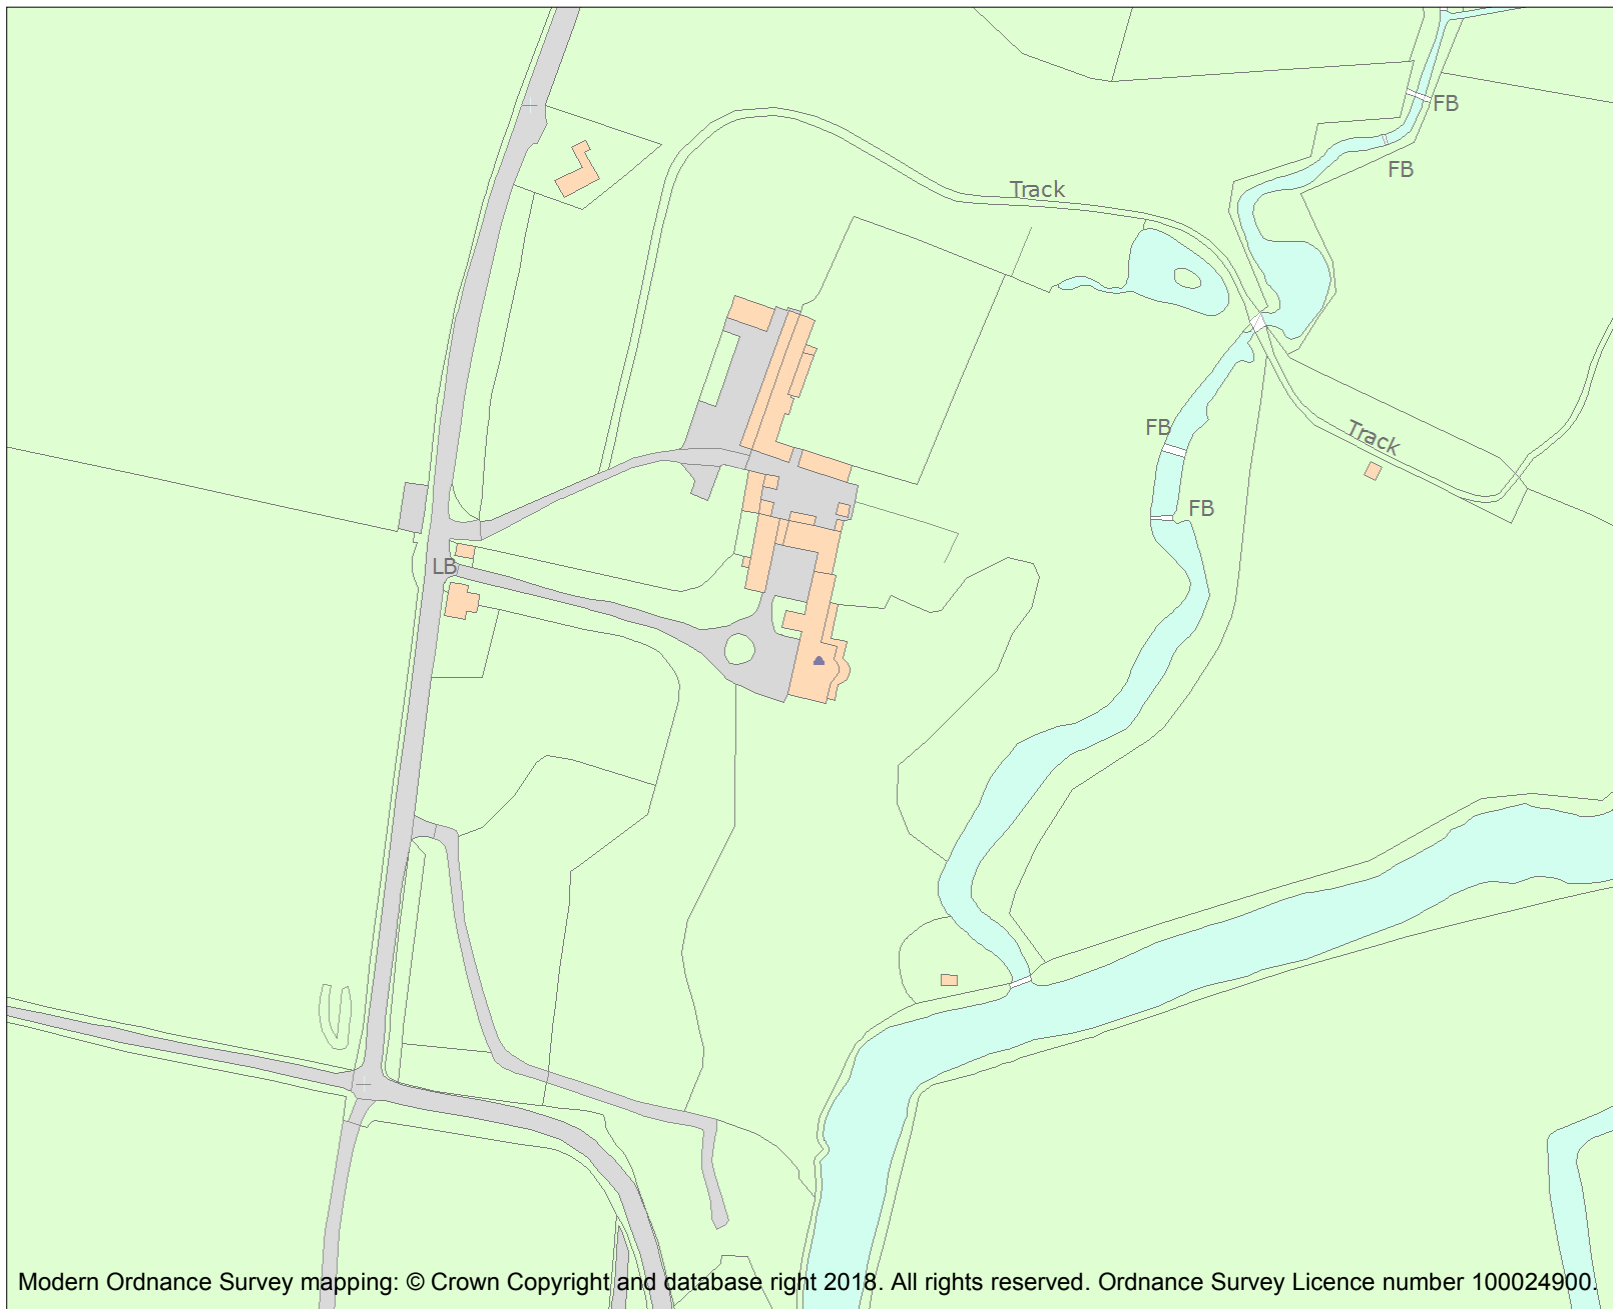 FB
FB
Track
FB
Track
FB
LB
Modern Ordnance Survey mapping: © Crown Copyright and database right 2018. All rights reserved. Ordnance Survey Licence number 100024900.